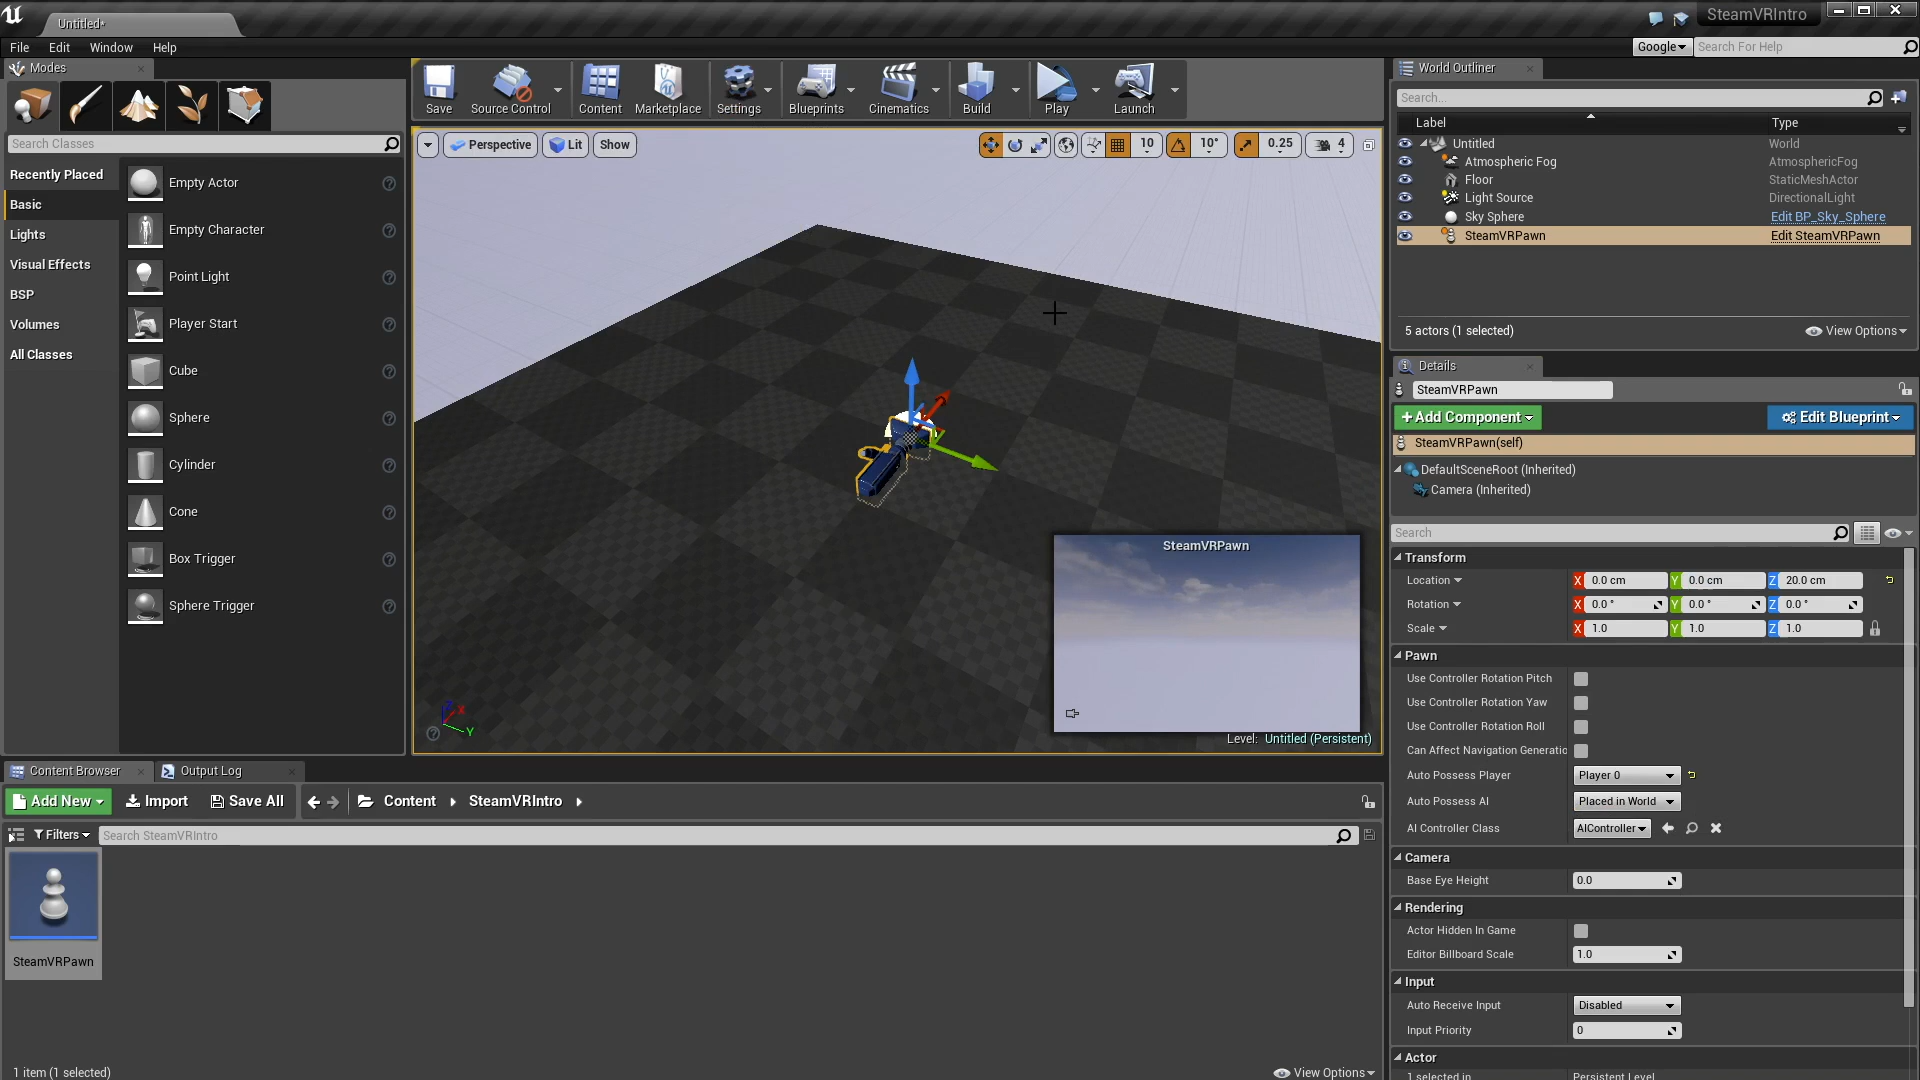 Untitled*
SteamVRIntro
File Edit Window Help
Google
Search For Help
Modes
Search Classes
Recently Placed
Basic
Lights
Visual Effects
BSP
Volumes
All Classes
Empty Actor
Empty Character
Point Light
Player Start
Cube
Sphere
Cylinder
Cone
Box Trigger
Sphere Trigger
Save
Source Control
Content
Marketplace
Settings
Blueprints
Cinematics
Build
Play
Launch
Perspective
Lit
Show
10
10°
0.25
4
SteamVRPawn
Level: Untitled (Persistent)
X
Y
World Outliner
Search...
Label Type
Untitled World
Atmospheric Fog AtmosphericFog
Floor StaticMeshActor
Light Source DirectionalLight
Sky Sphere Edit BP_Sky_Sphere
SteamVRPawn Edit SteamVRPawn
5 actors (1 selected)
View Options
Details
SteamVRPawn
+Add Component
Edit Blueprint
SteamVRPawn(self)
DefaultSceneRoot (Inherited)
Camera (Inherited)
Search
Transform
Location X 0.0 cm Y 0.0 cm Z 20.0 cm
Rotation X 0.0 ° Y 0.0 ° Z 0.0 °
Scale X 1.0 Y 1.0 Z 1.0
Pawn
Use Controller Rotation Pitch
Use Controller Rotation Yaw
Use Controller Rotation Roll
Can Affect Navigation Generatio
Auto Possess Player Player 0
Auto Possess AI Placed in World
AI Controller Class AIController
Camera
Base Eye Height 0.0
Rendering
Actor Hidden In Game
Editor Billboard Scale 1.0
Input
Auto Receive Input Disabled
Input Priority 0
Actor
1 selected in Persistent Level
Content Browser
Output Log
Add New
Import
Save All
Content
SteamVRIntro
Filters
Search SteamVRIntro
SteamVRPawn
1 item (1 selected)
View Options